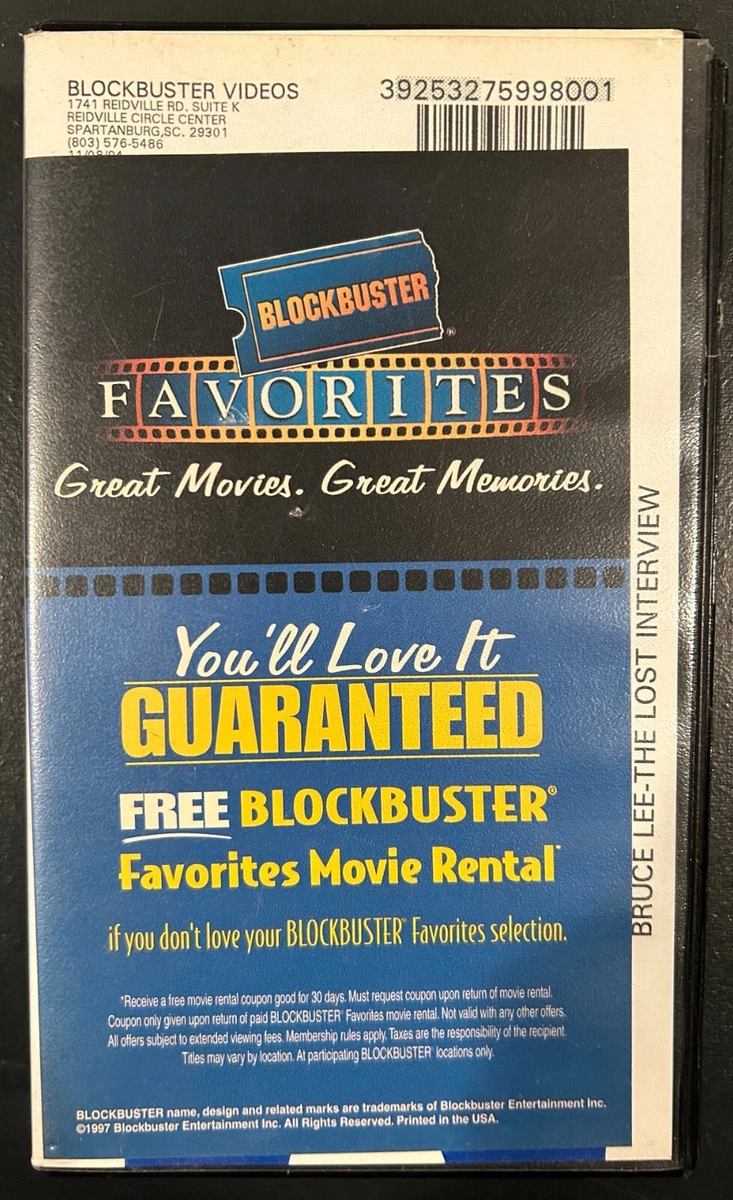 BLOCKBUSTER VIDEOS
1741 REIDVILLE RD. SUITE K
REIDVILLE CIRCLE CENTER
SPARTANBURG,SC. 29301
(803) 576-5486
11/08/94
39253275998001
BLOCKBUSTER®
FAVORITES
Great Movies. Great Memories.
You'll Love It
GUARANTEED
FREE BLOCKBUSTER®
Favorites Movie Rental*
if you don't love your BLOCKBUSTER® Favorites selection.
*Receive a free movie rental coupon good for 30 days. Must request coupon upon return of movie rental.
Coupon only given upon return of paid BLOCKBUSTER® Favorites movie rental. Not valid with any other offers.
All offers subject to extended viewing fees. Membership rules apply. Taxes are the responsibility of the recipient.
Titles may vary by location. At participating BLOCKBUSTER® locations only.
BLOCKBUSTER name, design and related marks are trademarks of Blockbuster Entertainment Inc.
©1997 Blockbuster Entertainment Inc. All Rights Reserved. Printed in the USA.
BRUCE LEE-THE LOST INTERVIEW